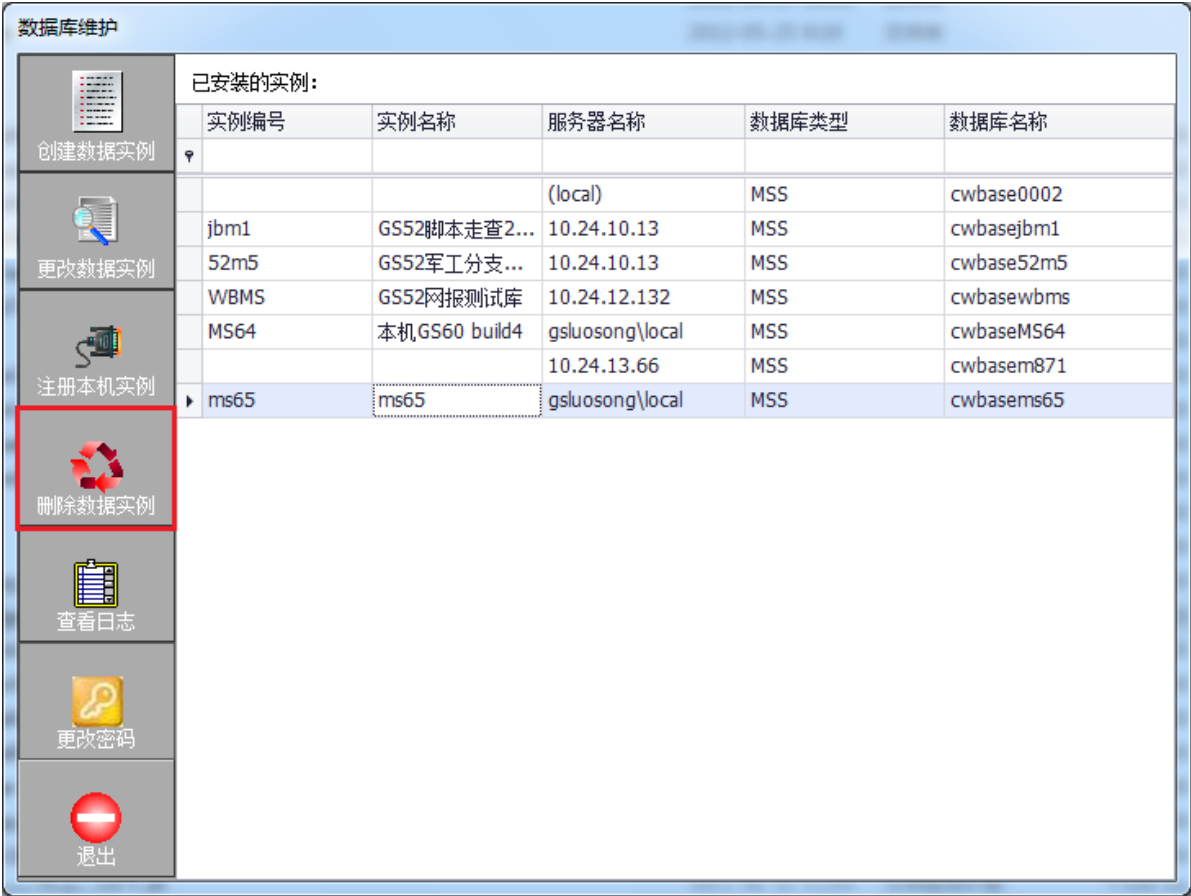 数据库维护
创建数据实例
更改数据实例
注册本机实例
删除数据实例
查看日志
更改密码
退出
已安装的实例：
实例编号 实例名称 服务器名称 数据库类型 数据库名称
(local) MSS cwbase0002
jbm1 GS52脚本走查2... 10.24.10.13 MSS cwbasejbm1
52m5 GS52军工分支... 10.24.10.13 MSS cwbase52m5
WBMS GS52网报测试库 10.24.12.132 MSS cwbasewbms
MS64 本机GS60 build4 gsluosong\local MSS cwbaseMS64
10.24.13.66 MSS cwbasem871
ms65 ms65 gsluosong\local MSS cwbasems65